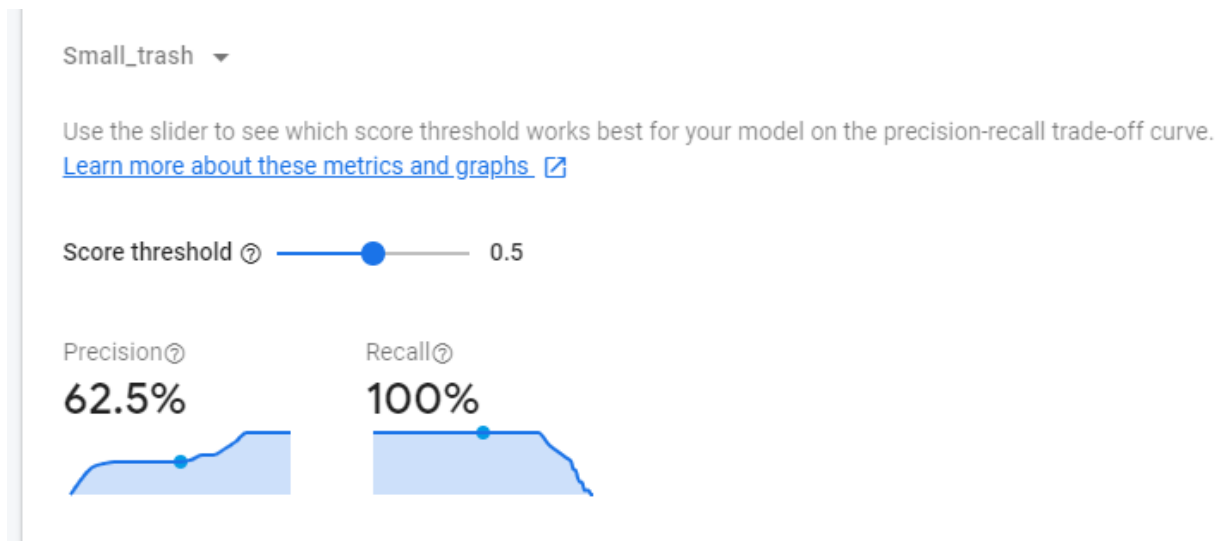 Small_trash
Use the slider to see which score threshold works best for your model on the precision-recall trade-off curve.
Learn more about these metrics and graphs
Score threshold ? 0.5
Precision? Recall?
62.5% 100%